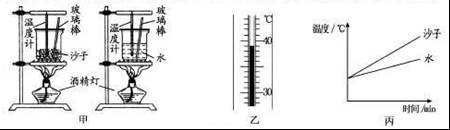 玻璃棒
玻璃棒
温度计
温度计
沙子
水
酒精灯
甲
40
30
乙
温度/℃
沙子
水
时间/min
丙